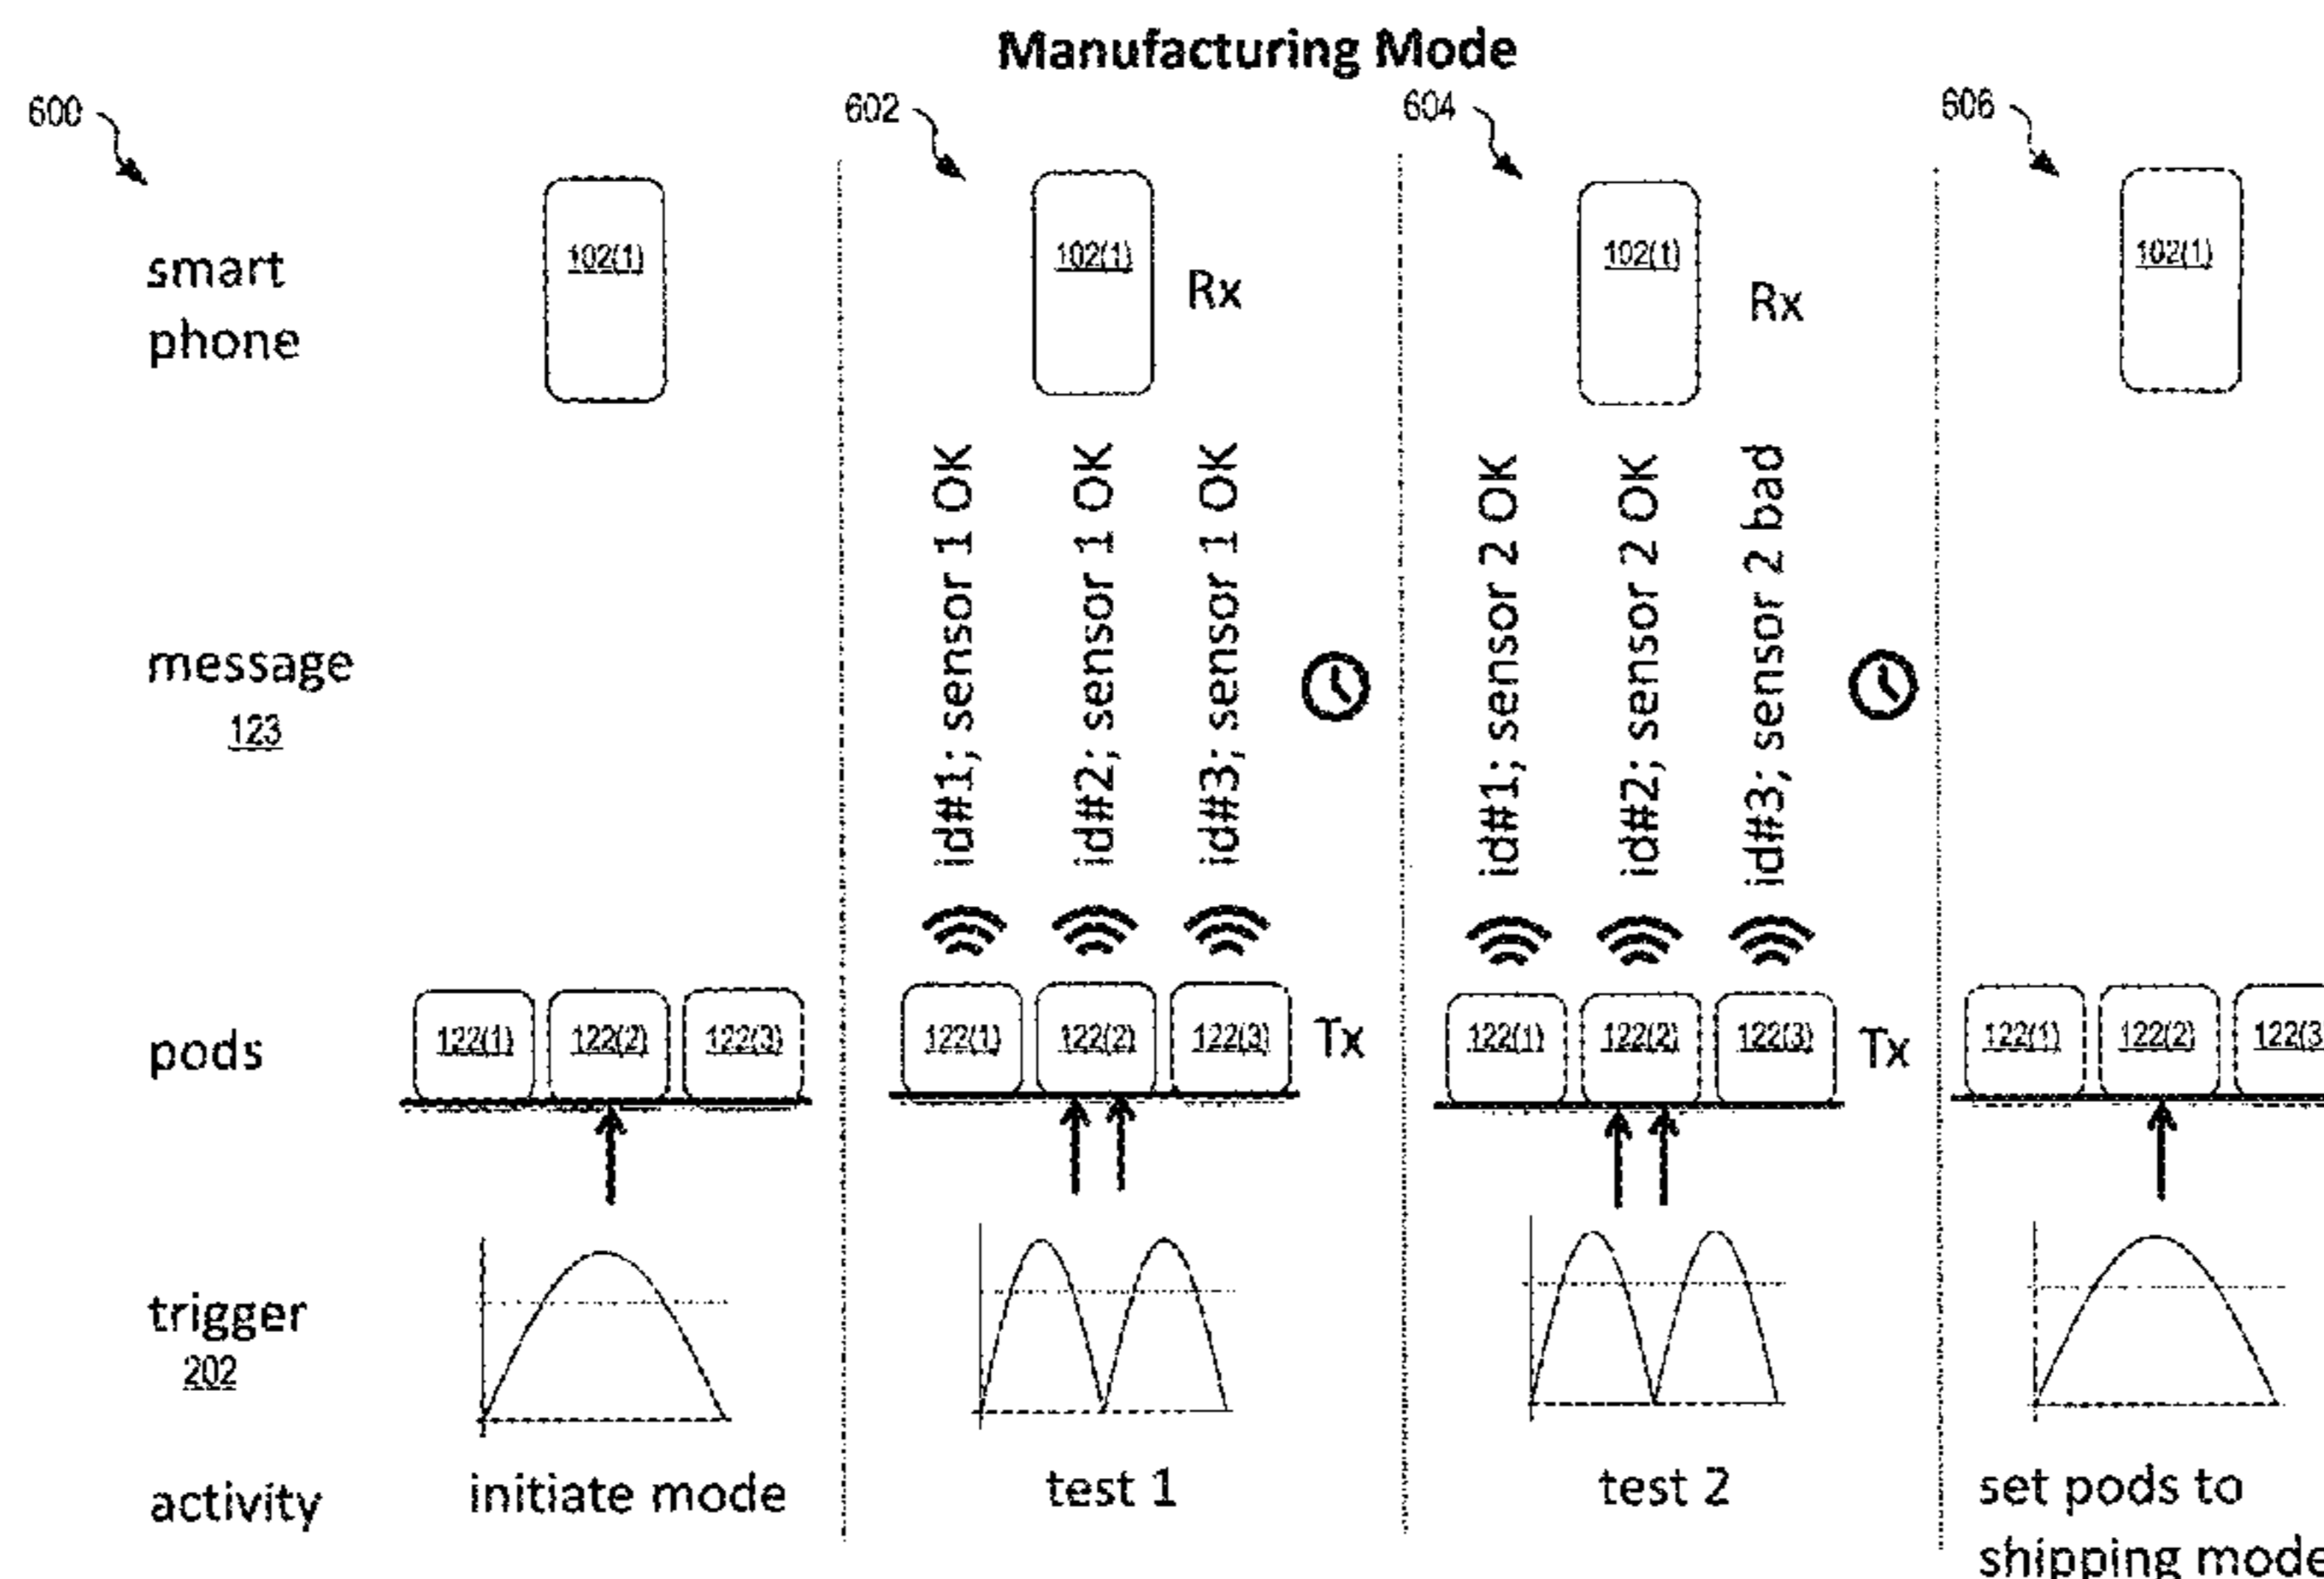 Manufacturing Mode
600
602
604
606
smart
phone
102(1)
102(1)
Rx
102(1)
Rx
102(1)
message
123
id#1; sensor 1 OK
id#2; sensor 1 OK
id#3; sensor 1 OK
id#1; sensor 2 OK
id#2; sensor 2 OK
id#3; sensor 2 bad
pods
122(1)
122(2)
122(3)
122(1)
122(2)
122(3)
Tx
122(1)
122(2)
122(3)
Tx
122(1)
122(2)
122(3
trigger
202
activity
initiate mode
test 1
test 2
set pods to
shipping mode